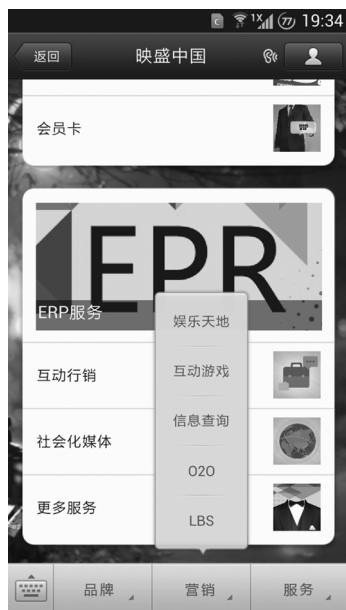 1X 77 19:34
返回 映盛中国
会员卡
EPR
ERP服务
互动行销
社会化媒体
更多服务
娱乐天地
互动游戏
信息查询
O2O
LBS
品牌 营销 服务